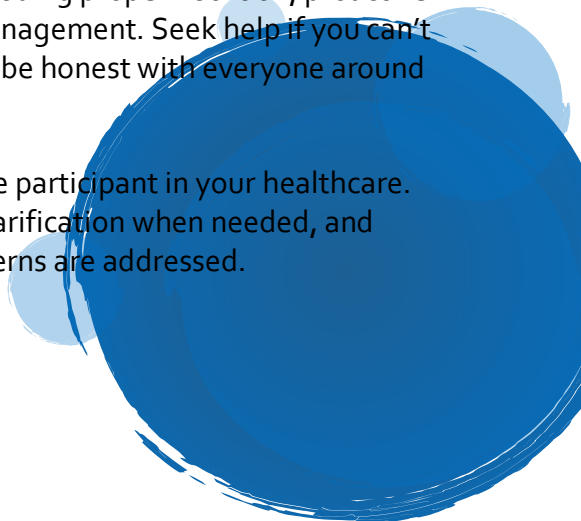 nagement. Seek help if you can't
be honest with everyone around
e participant in your healthcare.
arification when needed, and
erns are addressed.